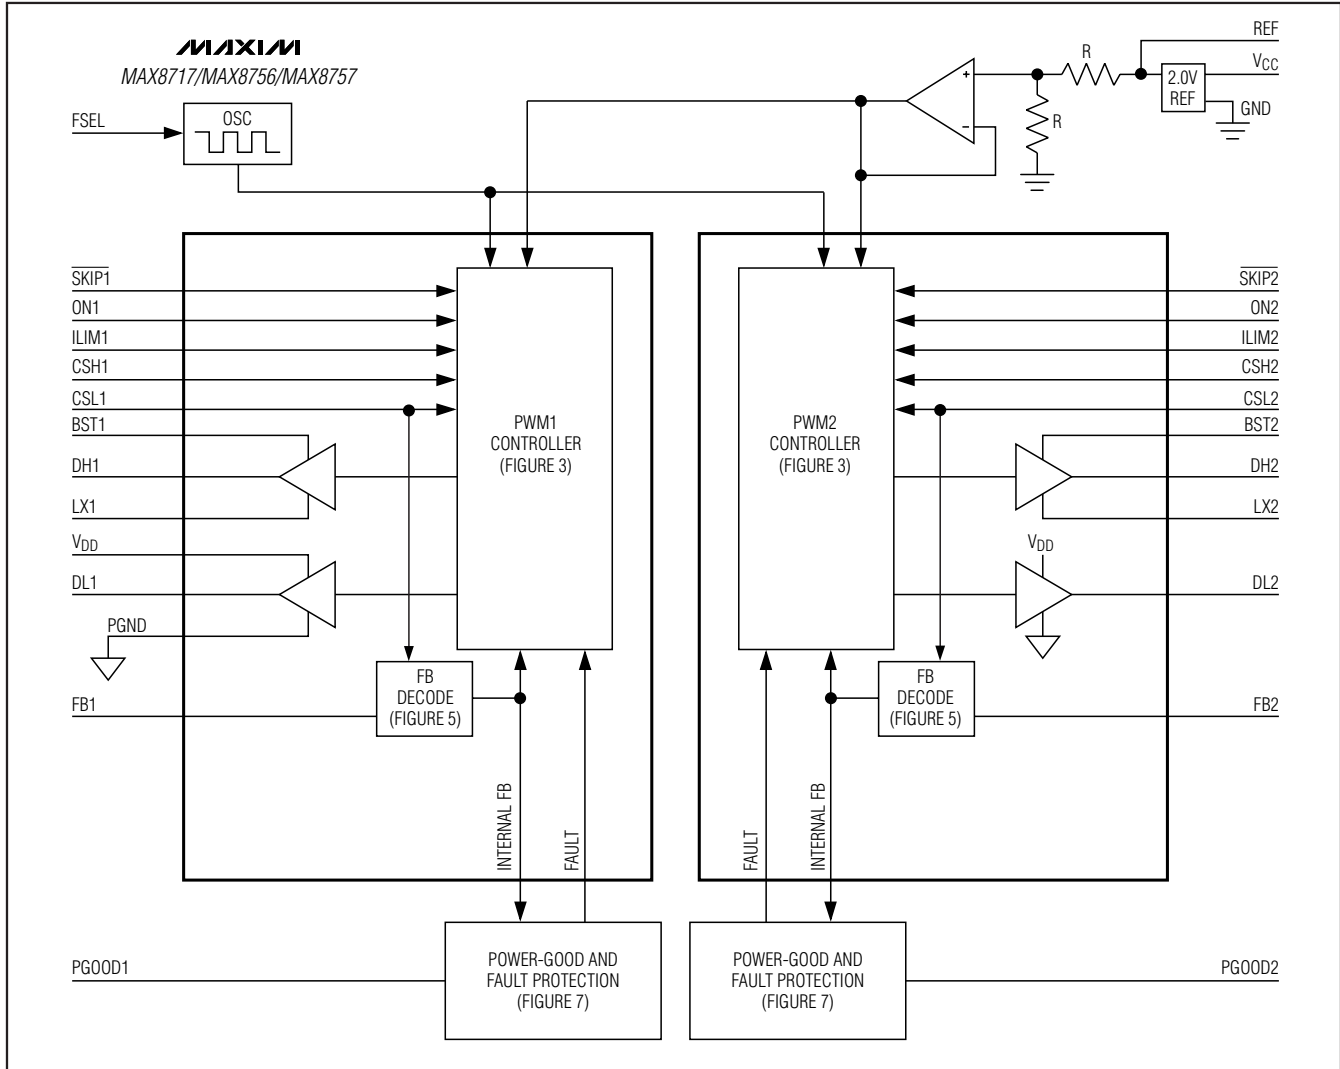 MAXIM
MAX8717/MAX8756/MAX8757
FSEL
OSC
R
R
2.0V
REF
REF
VCC
GND
SKIP1
ON1
ILIM1
CSH1
CSL1
BST1
DH1
LX1
VDD
DL1
PGND
FB1
PWM1
CONTROLLER
(FIGURE 3)
FB
DECODE
(FIGURE 5)
INTERNAL FB
FAULT
POWER-GOOD AND
FAULT PROTECTION
(FIGURE 7)
PGOOD1
PWM2
CONTROLLER
(FIGURE 3)
SKIP2
ON2
ILIM2
CSH2
CSL2
BST2
DH2
LX2
VDD
DL2
FB
DECODE
(FIGURE 5)
FB2
FAULT
INTERNAL FB
POWER-GOOD AND
FAULT PROTECTION
(FIGURE 7)
PGOOD2